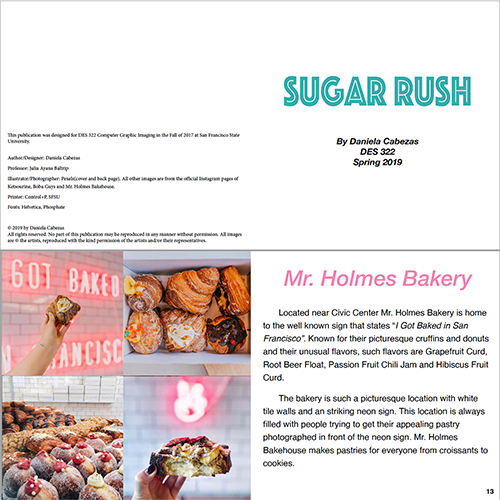 SUGAR RUSH
By Daniela Cabezas
DES 322
Spring 2019
This publication was designed for DES 322 Computer Graphic Imaging in the Fall of 2017 at San Francisco State
University.
Author/Designer: Daniela Cabezas
Professor: Julia Ayana Baltrip
Illustrator/Photographer: Pexels(cover and back page). All other images are from the official Instagram pages of
Ketsourine, Boba Guys and Mr. Holmes Bakehouse.
Printer: Control+P, SFSU
Fonts: Helvetica, Phosphate
© 2019 by Daniela Cabezas
All rights reserved. No part of this publication may be reproduced in any manner without permission. All images
are © the artists, reproduced with the kind permission of the artists and/or their representatives.
GOT BAKED
IN
FRANCISC
Mr. Holmes Bakery
Located near Civic Center Mr. Holmes Bakery is home
to the well known sign that states "I Got Baked in San
Francisco". Known for their picturesque cruffins and donuts
and their unusual flavors, such flavors are Grapefruit Curd,
Root Beer Float, Passion Fruit Chili Jam and Hibiscus Fruit
Curd.
The bakery is such a picturesque location with white
tile walls and an striking neon sign. This location is always
filled with people trying to get their appealing pastry
photographed in front of the neon sign. Mr. Holmes
Bakehouse makes pastries for everyone from croissants to
cookies.
13